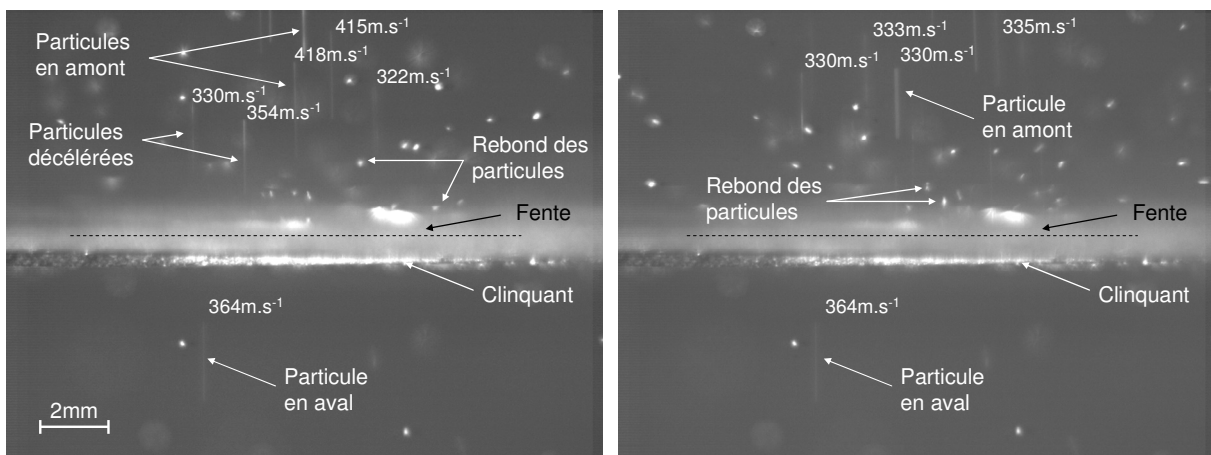 415m.s⁻¹
Particules
en amont
418m.s⁻¹
322m.s⁻¹
330m.s⁻¹
354m.s⁻¹
Particules
décélérées
Rebond des
particules
Fente
Clinquant
364m.s⁻¹
Particule
en aval
2mm
333m.s⁻¹
335m.s⁻¹
330m.s⁻¹
330m.s⁻¹
Particule
en amont
Rebond des
particules
Fente
Clinquant
364m.s⁻¹
Particule
en aval